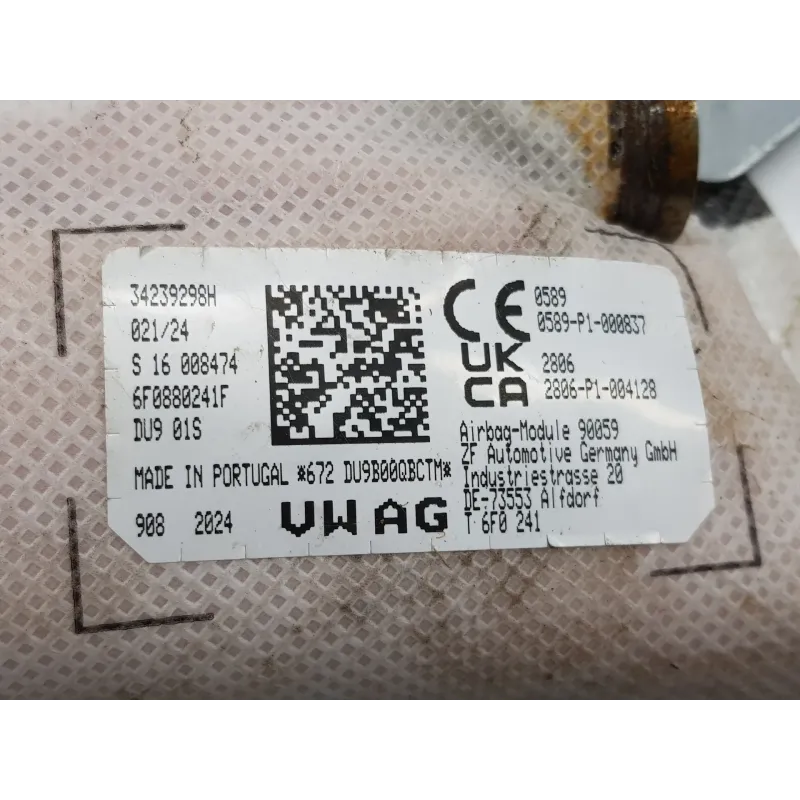 34239298H
021/24
S 16 008474
6F0880241F
DU9 01S
MADE IN PORTUGAL *672 DU9B00QBCTM*
908 2024 VW AG
CE 0589
0589-P1-000837
UK
CA
2806
2806-P1-004128
Airbag-Module 90059
ZF Automotive Germany GmbH
Industriestrasse 20
DE-73553 Alfdorf
T 6F0 241